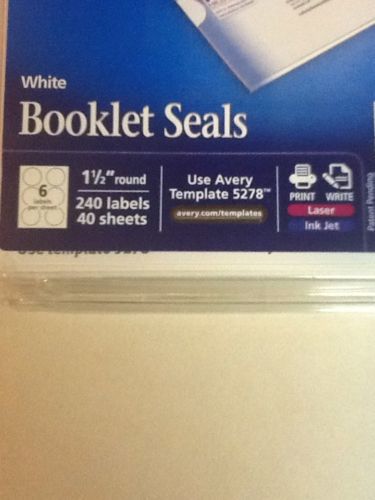 White
Booklet Seals
6
labels
per sheet
1½" round
240 labels
40 sheets
Use Avery
Template 5278™
avery.com/templates
PRINT WRITE
Laser
Ink Jet
Patent Pending